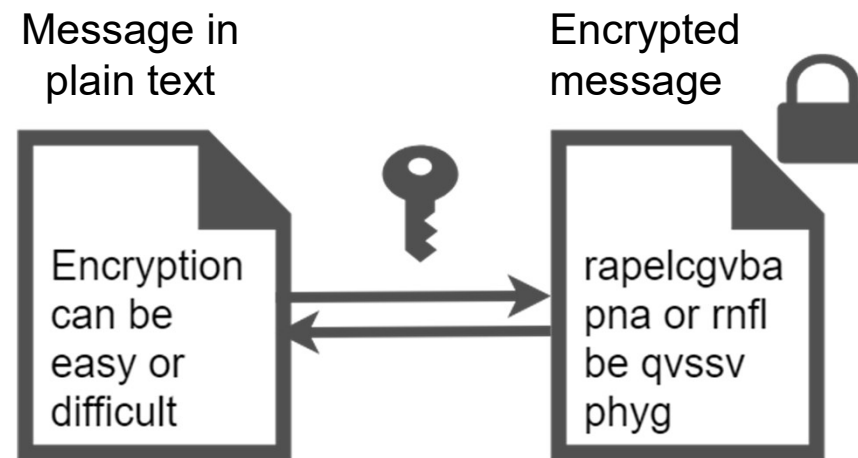 Message in
plain text
Encrypted
message
Encryption
can be
easy or
difficult
rapelcgvba
pna or rnfl
be qvssv
phyg